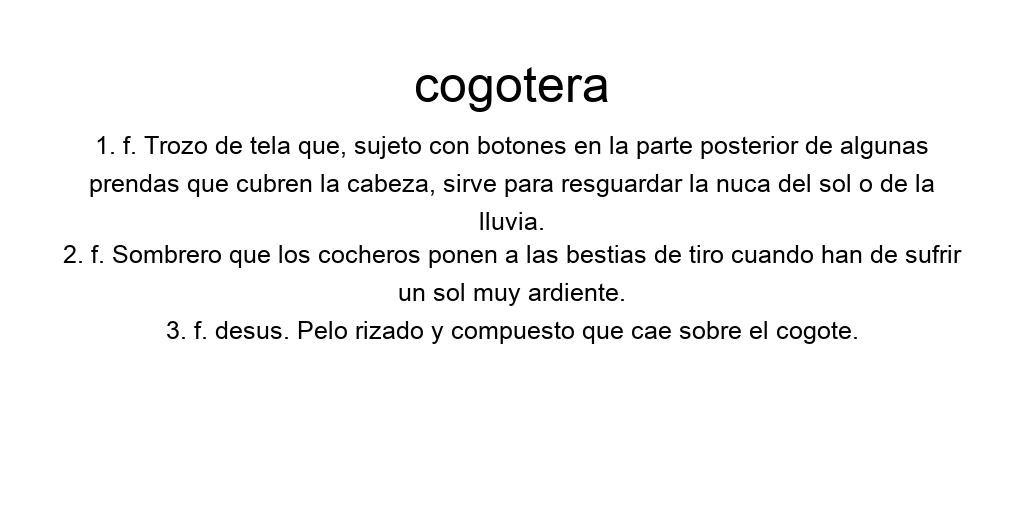 cogotera
1. f. Trozo de tela que, sujeto con botones en la parte posterior de algunas
prendas que cubren la cabeza, sirve para resguardar la nuca del sol o de la
lluvia.
2. f. Sombrero que los cocheros ponen a las bestias de tiro cuando han de sufrir
un sol muy ardiente.
3. f. desus. Pelo rizado y compuesto que cae sobre el cogote.